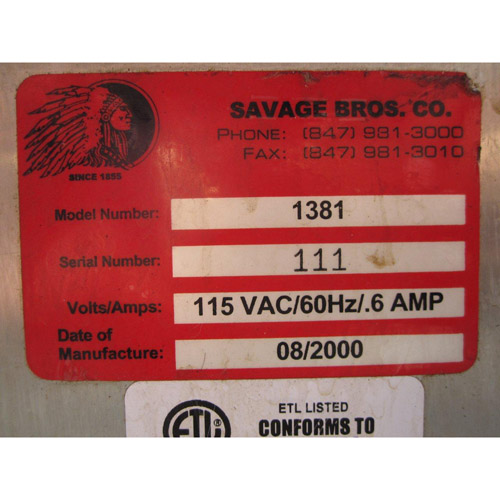 SAVAGE BROS. CO.
PHONE: (847) 981-3000
FAX: (847) 981-3010
SINCE 1855
Model Number: 1381
Serial Number: 111
Volts/Amps: 115 VAC/60Hz/.6 AMP
Date of
Manufacture: 08/2000
ETL LISTED
CONFORMS TO
ETL